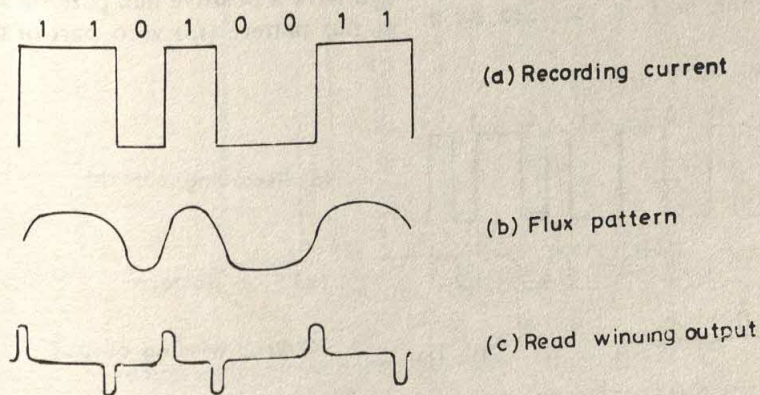 1 1 0 1 0 0 1 1
(a) Recording current
(b) Flux pattern
(c) Read winuing output